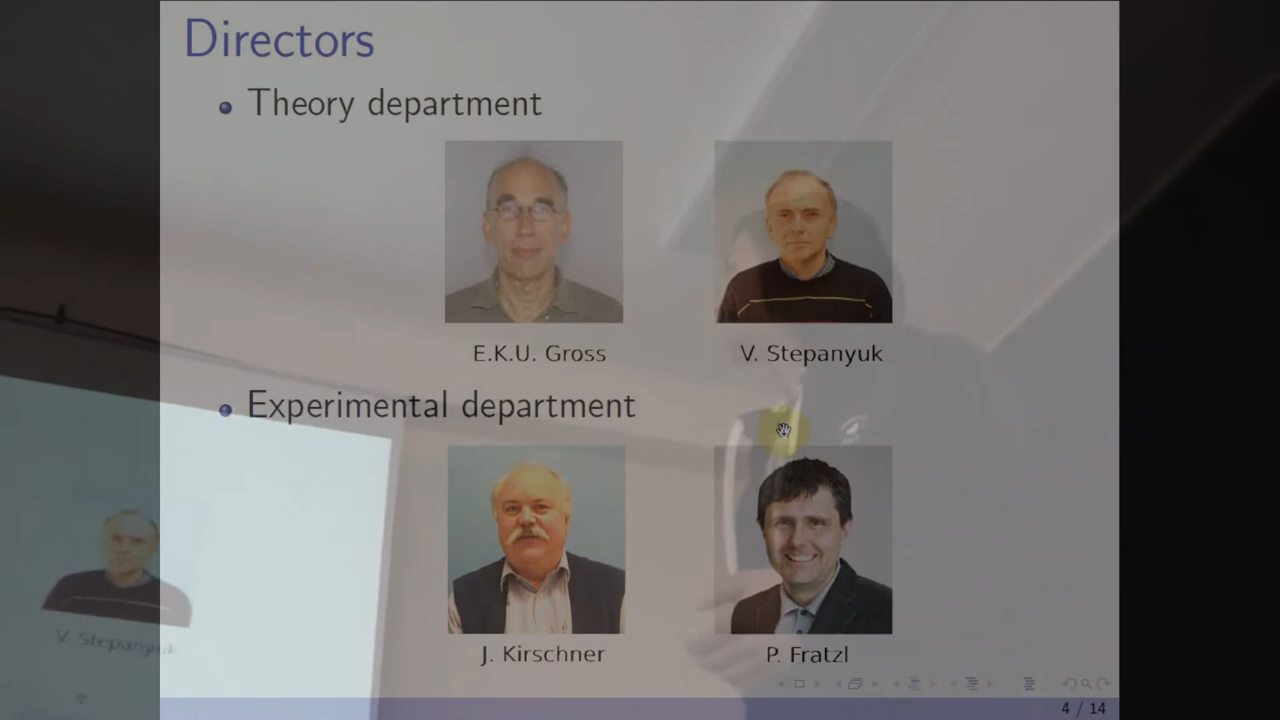 Directors
Theory department
E.K.U. Gross
V. Stepanyuk
Experimental department
J. Kirschner
P. Fratzl
V. Stepanyuk
4 / 14